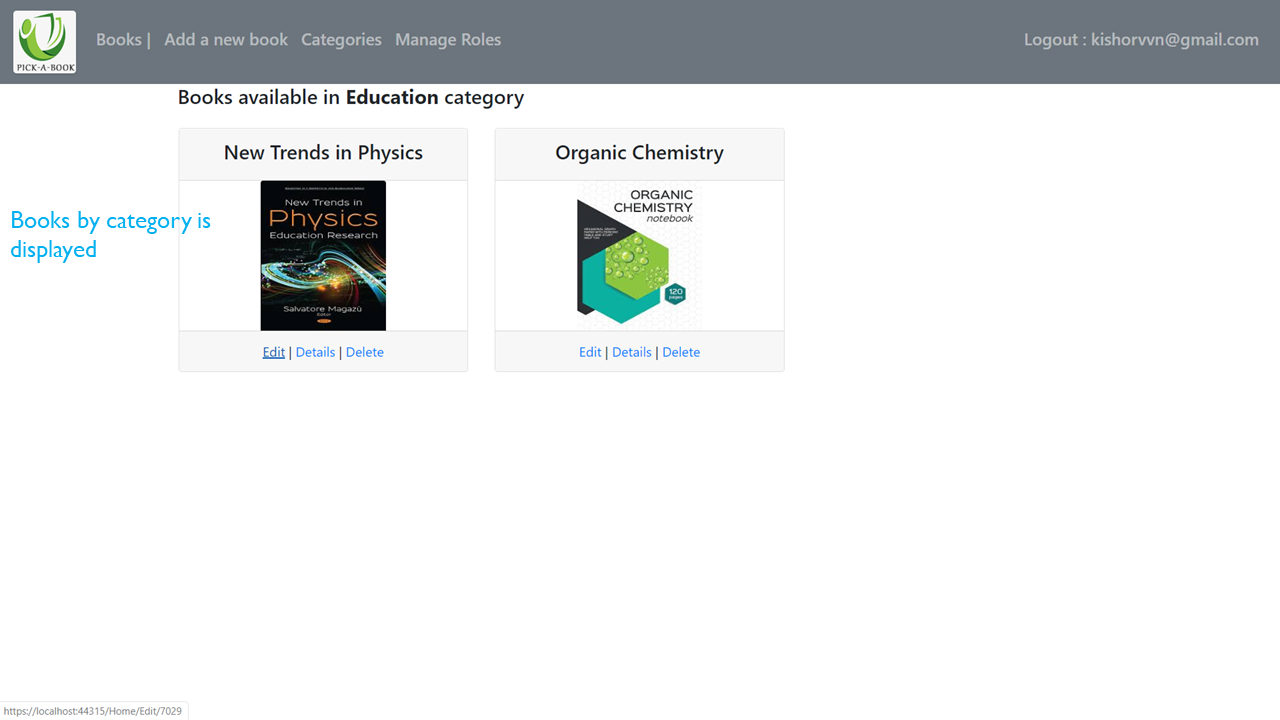 PICK-A-BOOK
Books | Add a new book Categories Manage Roles Logout : kishorvvn@gmail.com
Books available in Education category
New Trends in Physics
Organic Chemistry
Books by category is
displayed
New Trends in
Physics
Education Research
Salvatore Magazù
Editor
ORGANIC
CHEMISTRY
notebook
120
pages
Edit | Details | Delete
Edit | Details | Delete
https://localhost:44315/Home/Edit/7029